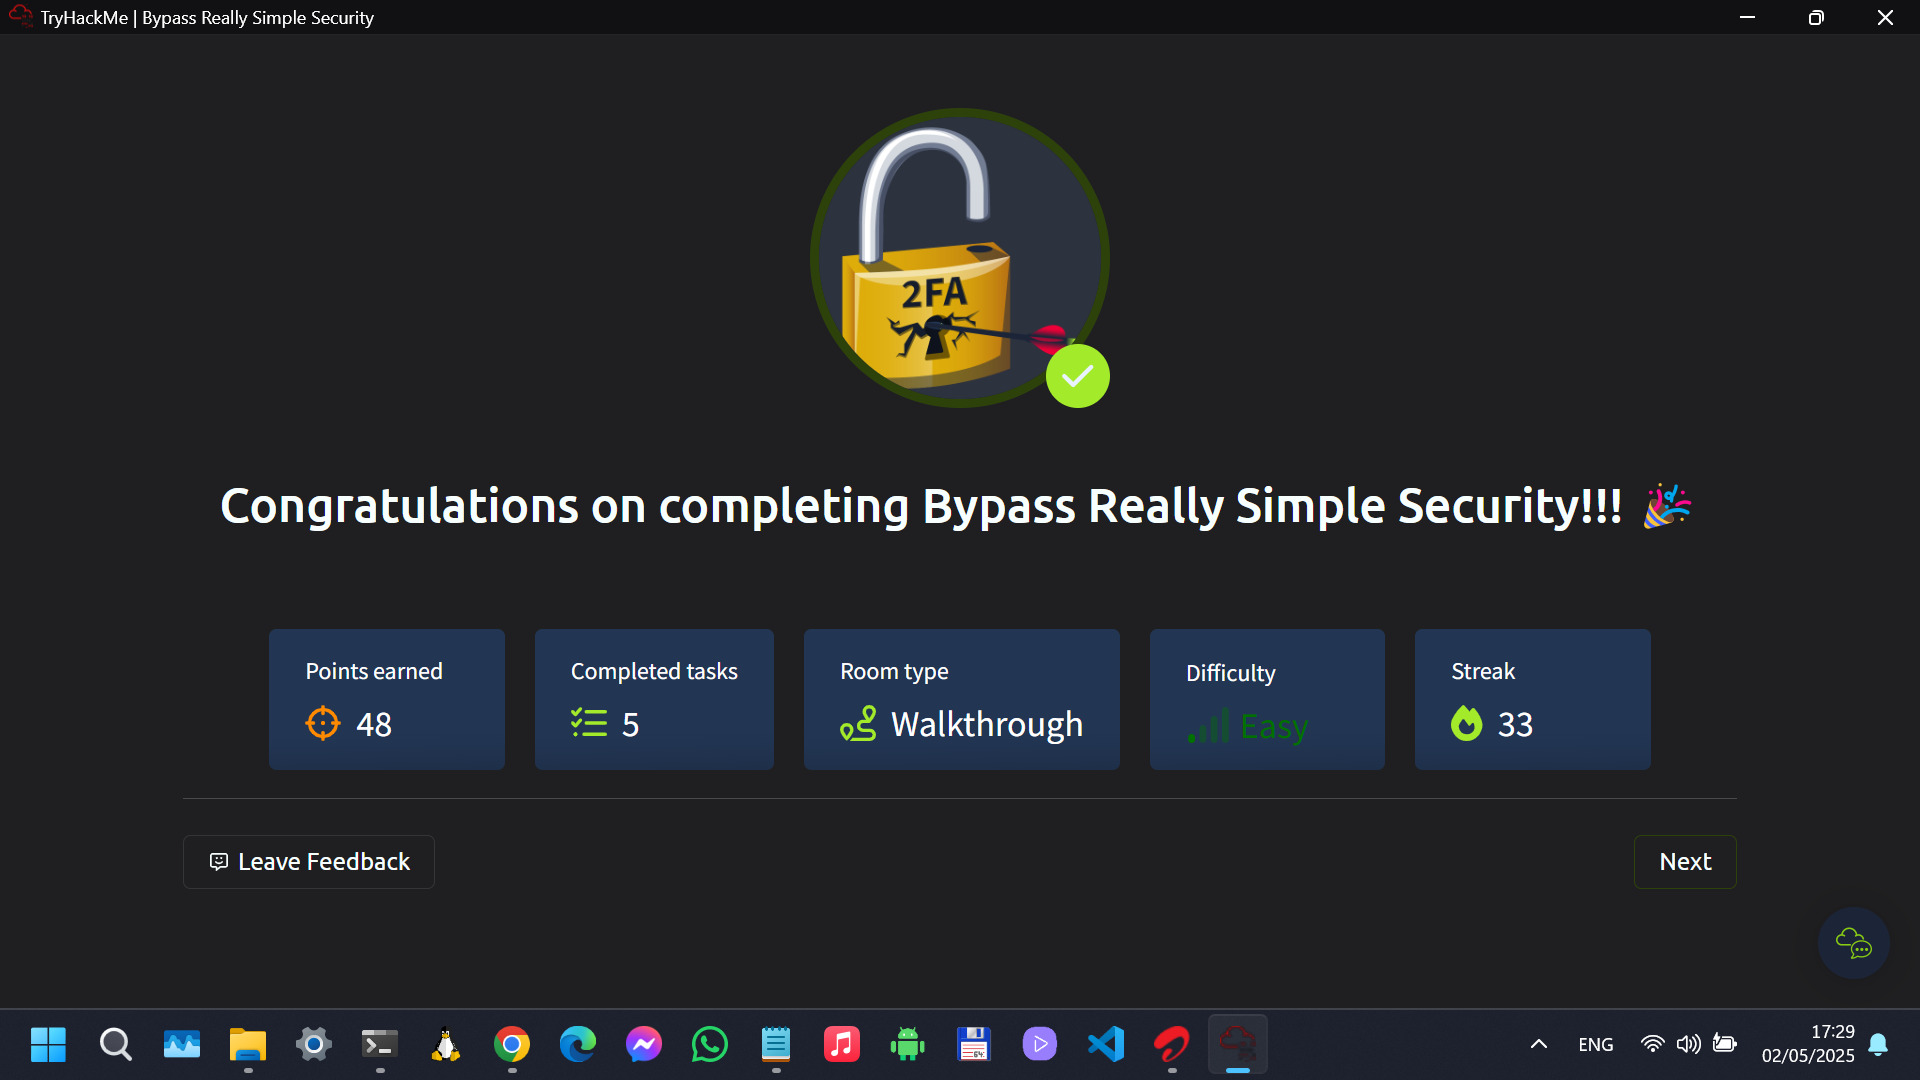 TryHackMe | Bypass Really Simple Security
2FA
Congratulations on completing Bypass Really Simple Security!!! 🎉
Points earned
48
Completed tasks
5
Room type
Walkthrough
Difficulty
Easy
Streak
33
Leave Feedback
Next
64
ENG
17:29
02/05/2025